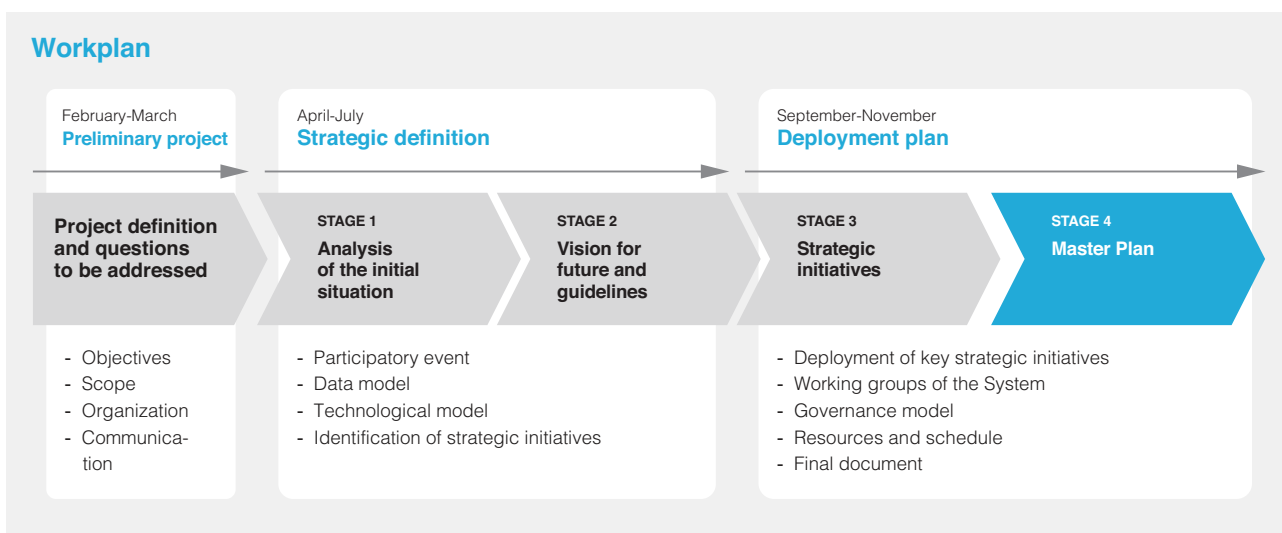 Workplan
February-March
Preliminary project
Project definition
and questions
to be addressed
- Objectives
- Scope
- Organization
- Communica-
tion
April-July
Strategic definition
STAGE 1
Analysis
of the initial
situation
STAGE 2
Vision for
future and
guidelines
- Participatory event
- Data model
- Technological model
- Identification of strategic initiatives
September-November
Deployment plan
STAGE 3
Strategic
initiatives
STAGE 4
Master Plan
- Deployment of key strategic initiatives
- Working groups of the System
- Governance model
- Resources and schedule
- Final document